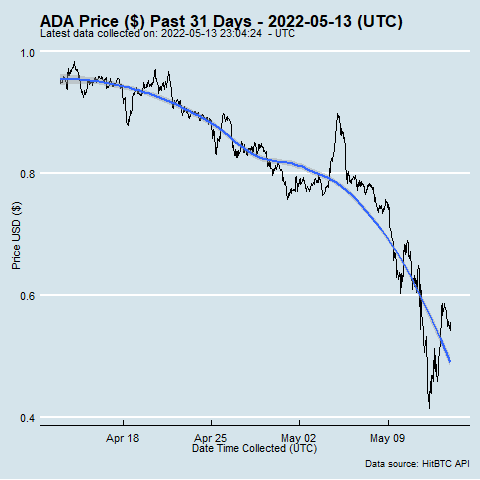 ADA Price ($) Past 31 Days - 2022-05-13 (UTC)
Latest data collected on: 2022-05-13 23:04:24 - UTC
1.0
0.8
0.6
0.4
Price USD ($)
Apr 18 Apr 25 May 02 May 09
Date Time Collected (UTC)
Data source: HitBTC API